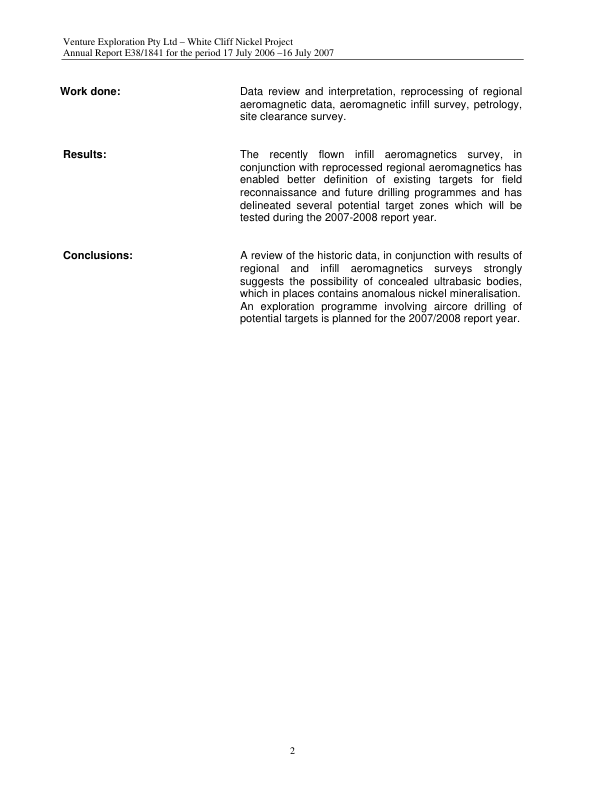 Venture Exploration Pty Ltd – White Cliff Nickel Project
Annual Report E38/1841 for the period 17 July 2006 –16 July 2007
Work done:
Data review and interpretation, reprocessing of regional
aeromagnetic data, aeromagnetic infill survey, petrology,
site clearance survey.
Results:
The recently flown infill aeromagnetics survey, in
conjunction with reprocessed regional aeromagnetics has
enabled better definition of existing targets for field
reconnaissance and future drilling programmes and has
delineated several potential target zones which will be
tested during the 2007-2008 report year.
Conclusions:
A review of the historic data, in conjunction with results of
regional and infill aeromagnetics surveys strongly
suggests the possibility of concealed ultrabasic bodies,
which in places contains anomalous nickel mineralisation.
An exploration programme involving aircore drilling of
potential targets is planned for the 2007/2008 report year.
2